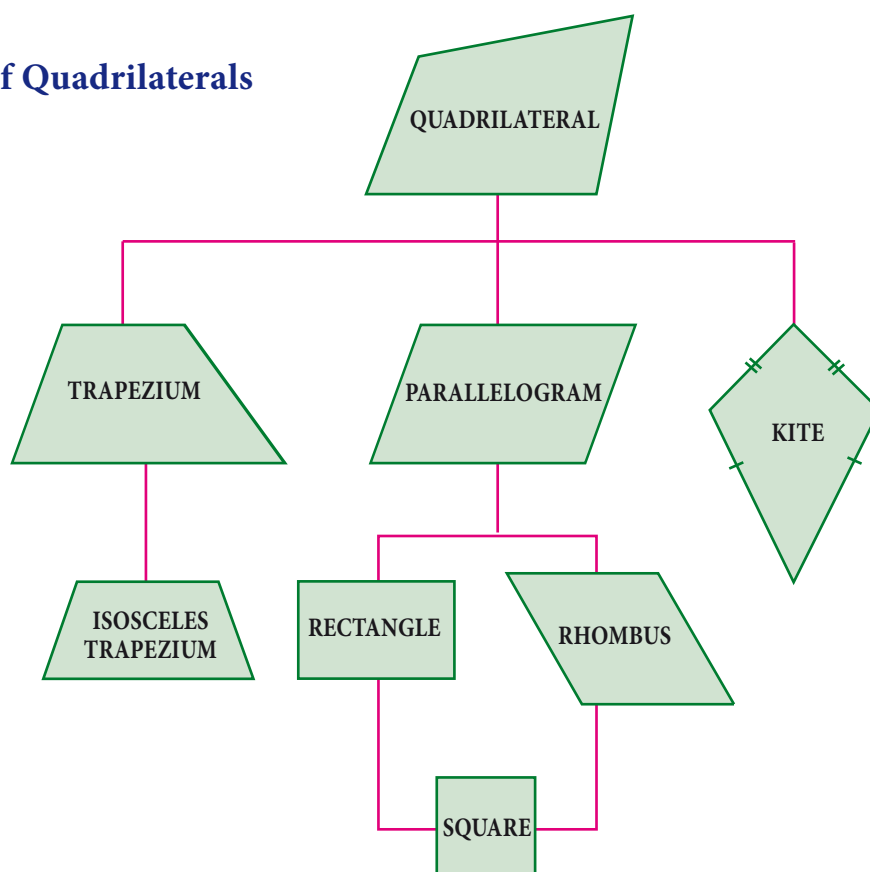 f Quadrilaterals
QUADRILATERAL
TRAPEZIUM
PARALLELOGRAM
KITE
ISOSCELES
TRAPEZIUM
RECTANGLE
RHOMBUS
SQUARE